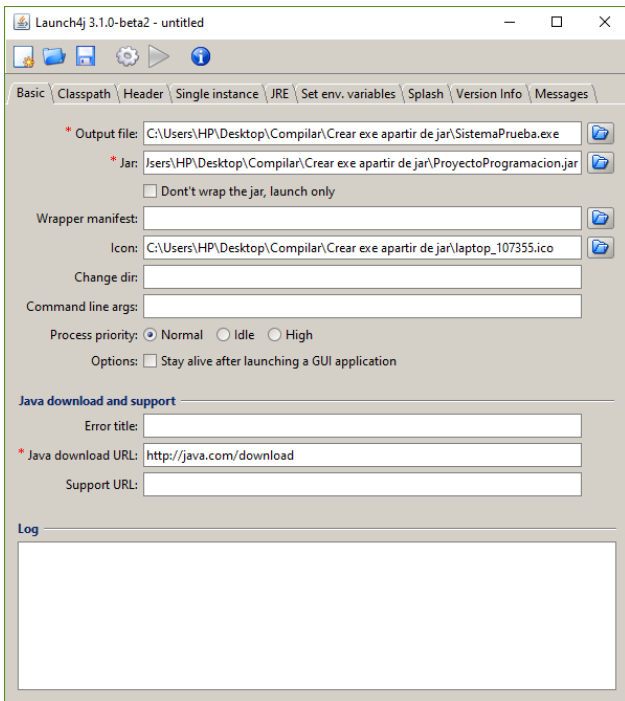 Launch4j 3.1.0-beta2 - untitled
Basic Classpath Header Single instance JRE Set env. variables Splash Version Info Messages
* Output file: C:\Users\HP\Desktop\Compilar\Crear exe apartir de jar\SistemaPrueba.exe
* Jar: Jsers\HP\Desktop\Compilar\Crear exe apartir de jar\ProyectoProgramacion.jar
Dont't wrap the jar, launch only
Wrapper manifest:
Icon: C:\Users\HP\Desktop\Compilar\Crear exe apartir de jar\laptop_107355.ico
Change dir:
Command line args:
Process priority: Normal Idle High
Options: Stay alive after launching a GUI application
Java download and support
Error title:
* Java download URL: http://java.com/download
Support URL:
Log